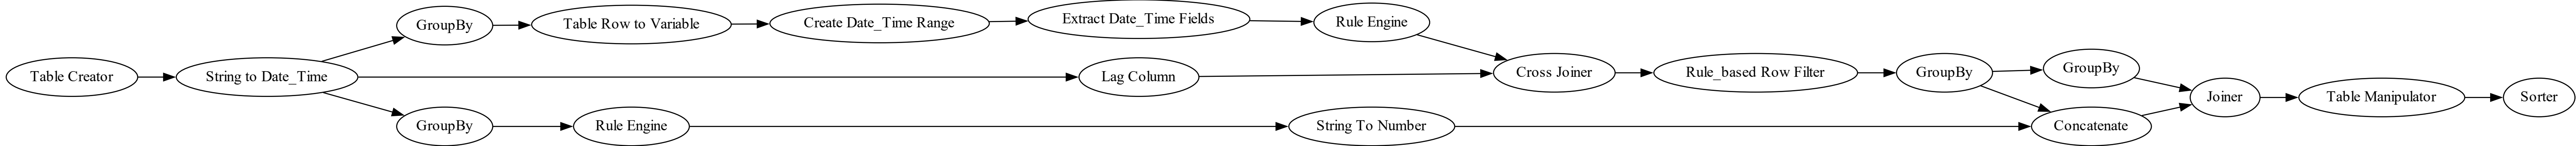 Table Creator
String to Date_Time
GroupBy
Table Row to Variable
Create Date_Time Range
Extract Date_Time Fields
Rule Engine
Lag Column
GroupBy
Rule Engine
String To Number
Cross Joiner
Rule_based Row Filter
GroupBy
GroupBy
Concatenate
Joiner
Table Manipulator
Sorter